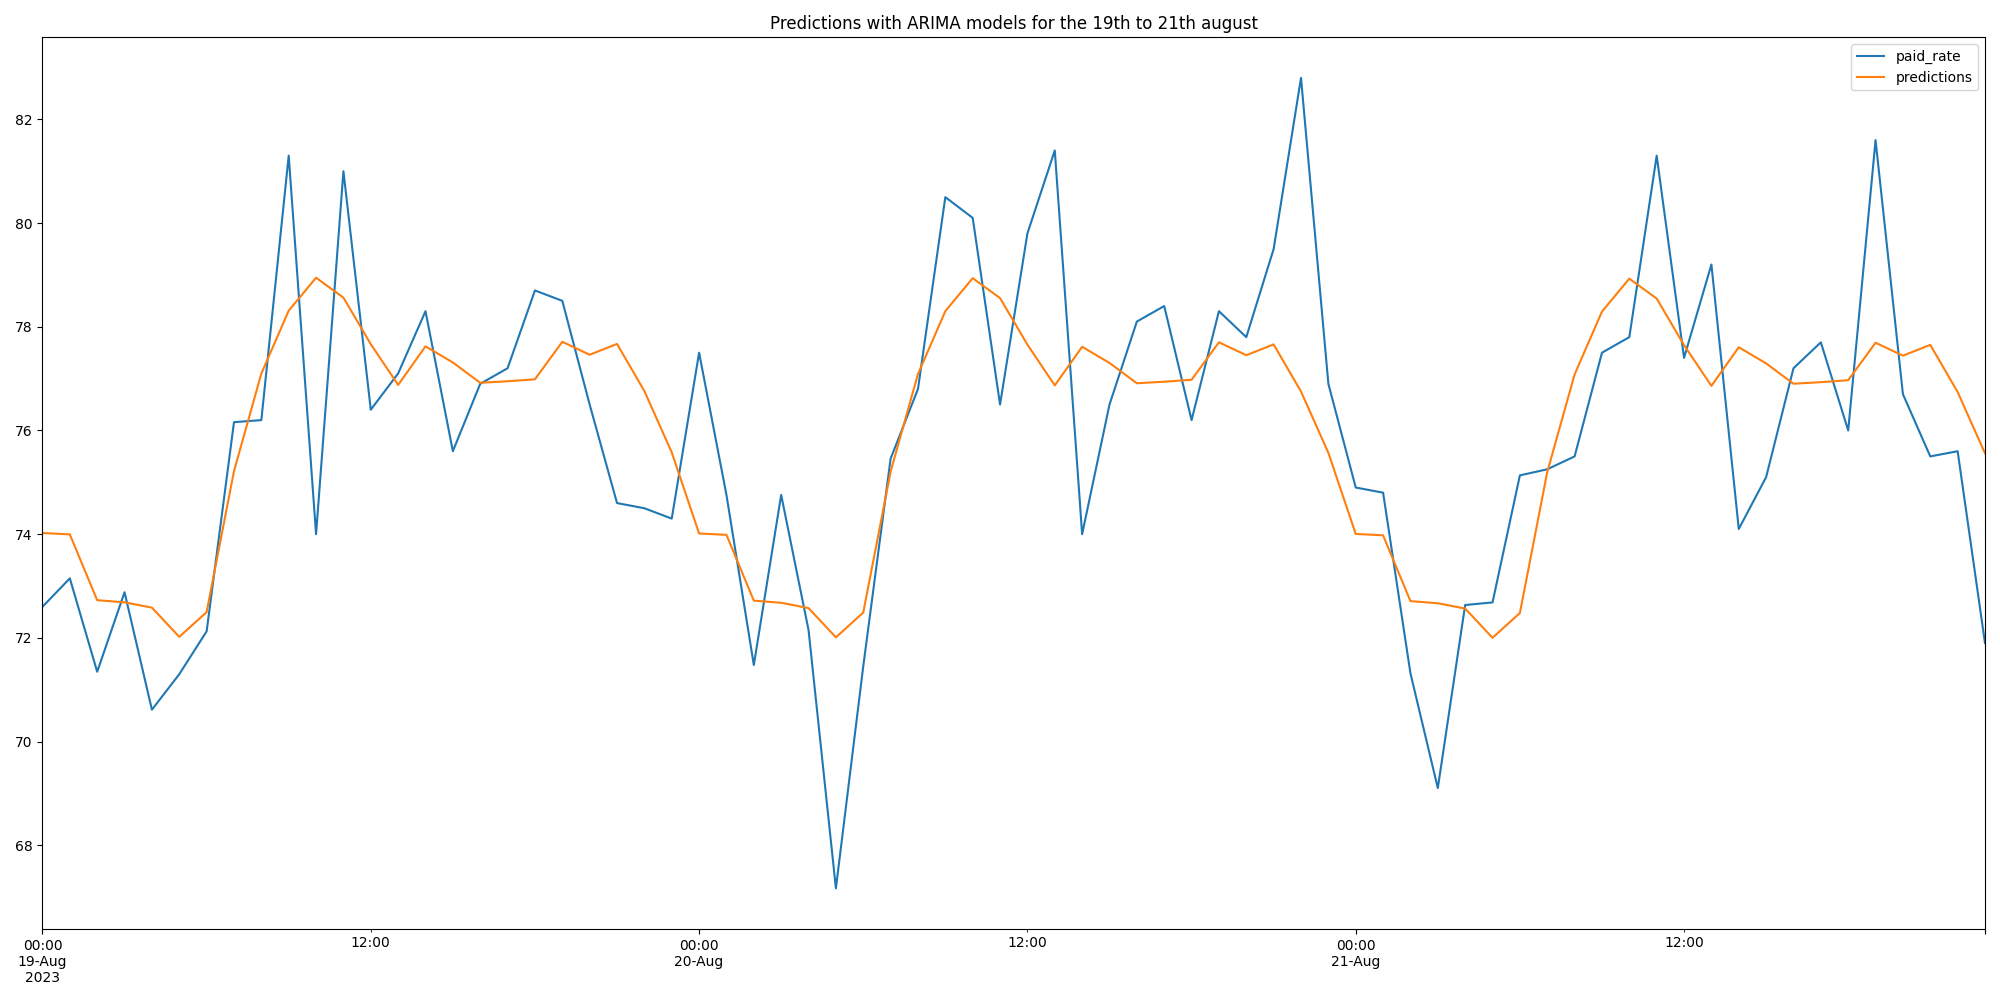 Predictions with ARIMA models for the 19th to 21th august
paid_rate
predictions
82
80
78
76
74
72
70
68
00:00
19-Aug
2023
12:00
00:00
20-Aug
12:00
00:00
21-Aug
12:00